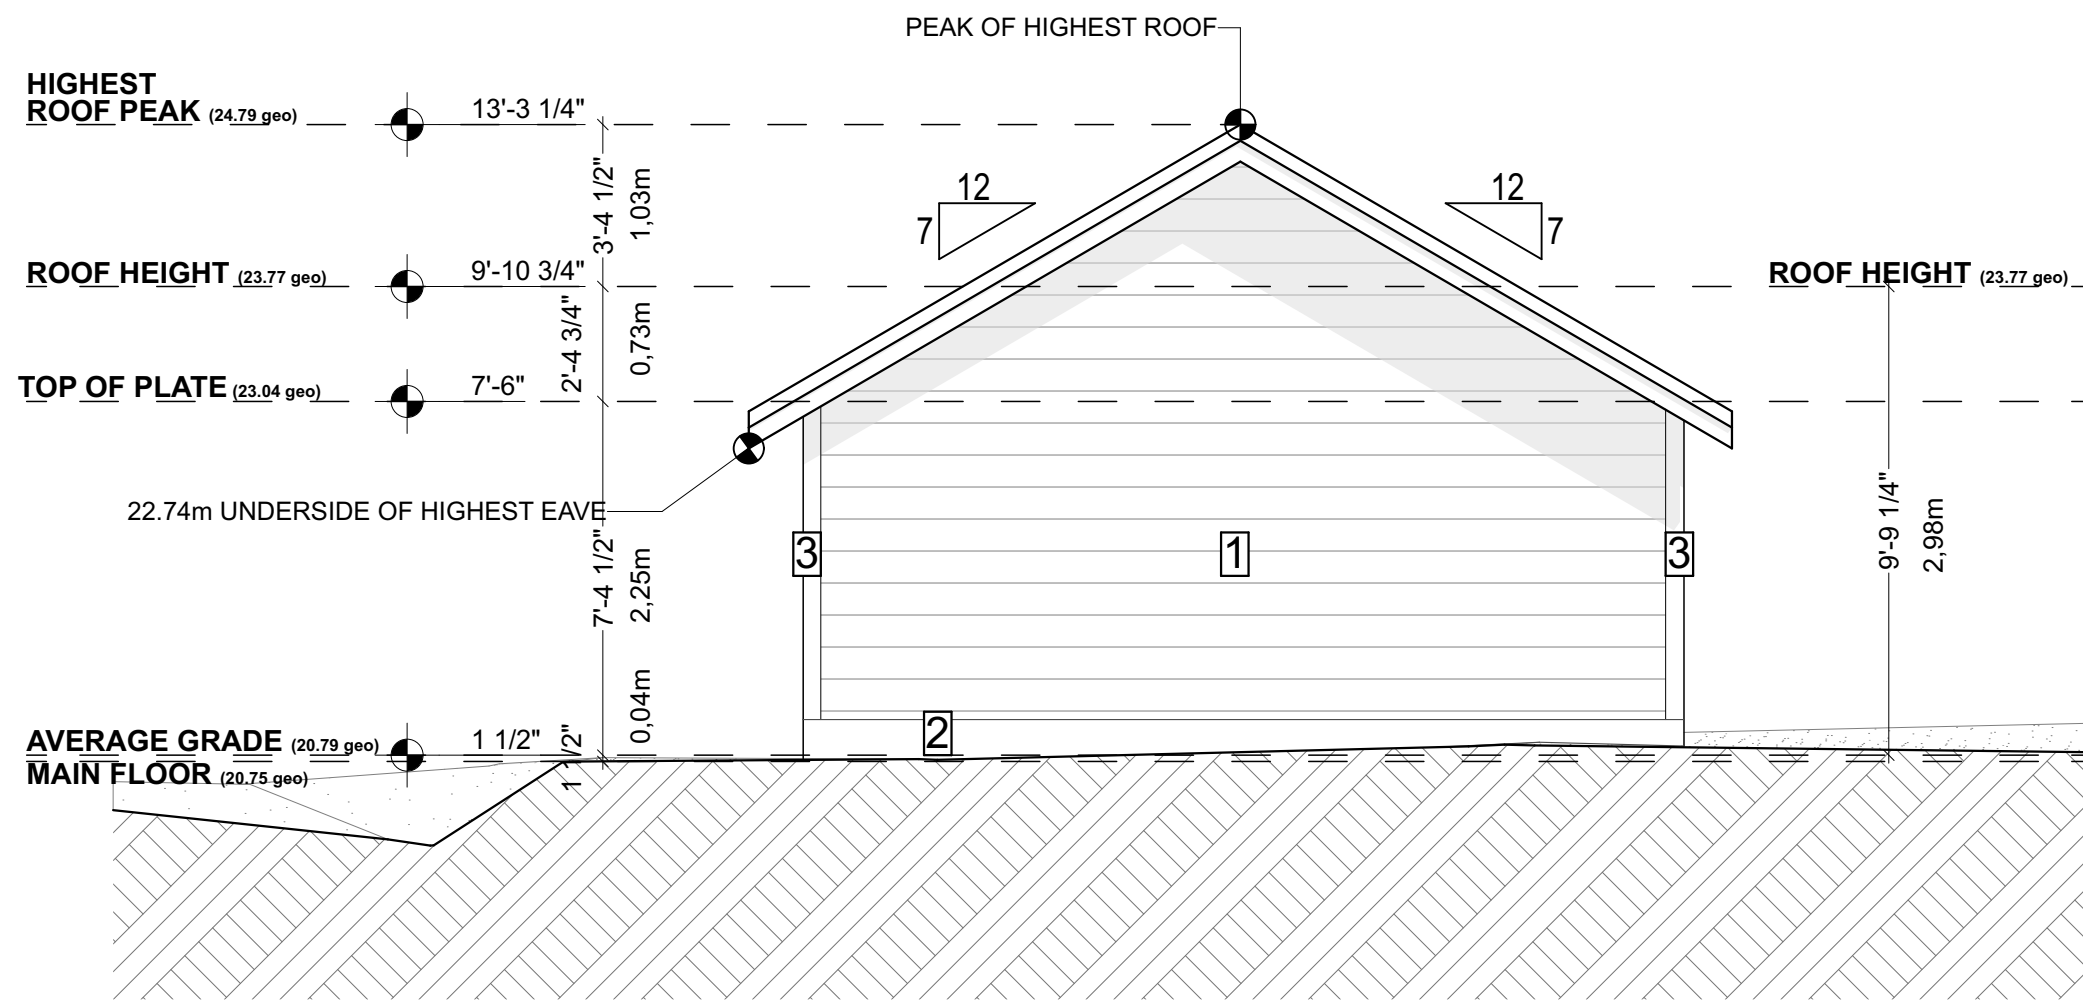 PEAK OF HIGHEST ROOF
HIGHEST
ROOF PEAK (24.79 geo)
13'-3 1/4"
3'-4 1/2"
1,03m
12
7
12
7
ROOF HEIGHT (23.77 geo)
9'-10 3/4"
ROOF HEIGHT (23.77 geo)
2'-4 3/4"
0,73m
TOP OF PLATE (23.04 geo)
7'-6"
22.74m UNDERSIDE OF HIGHEST EAVE
7'-4 1/2"
2,25m
3
1
3
9'-9 1/4"
2,98m
0,04m
2
AVERAGE GRADE (20.79 geo)
1 1/2"
1 1/2"
MAIN FLOOR (20.75 geo)